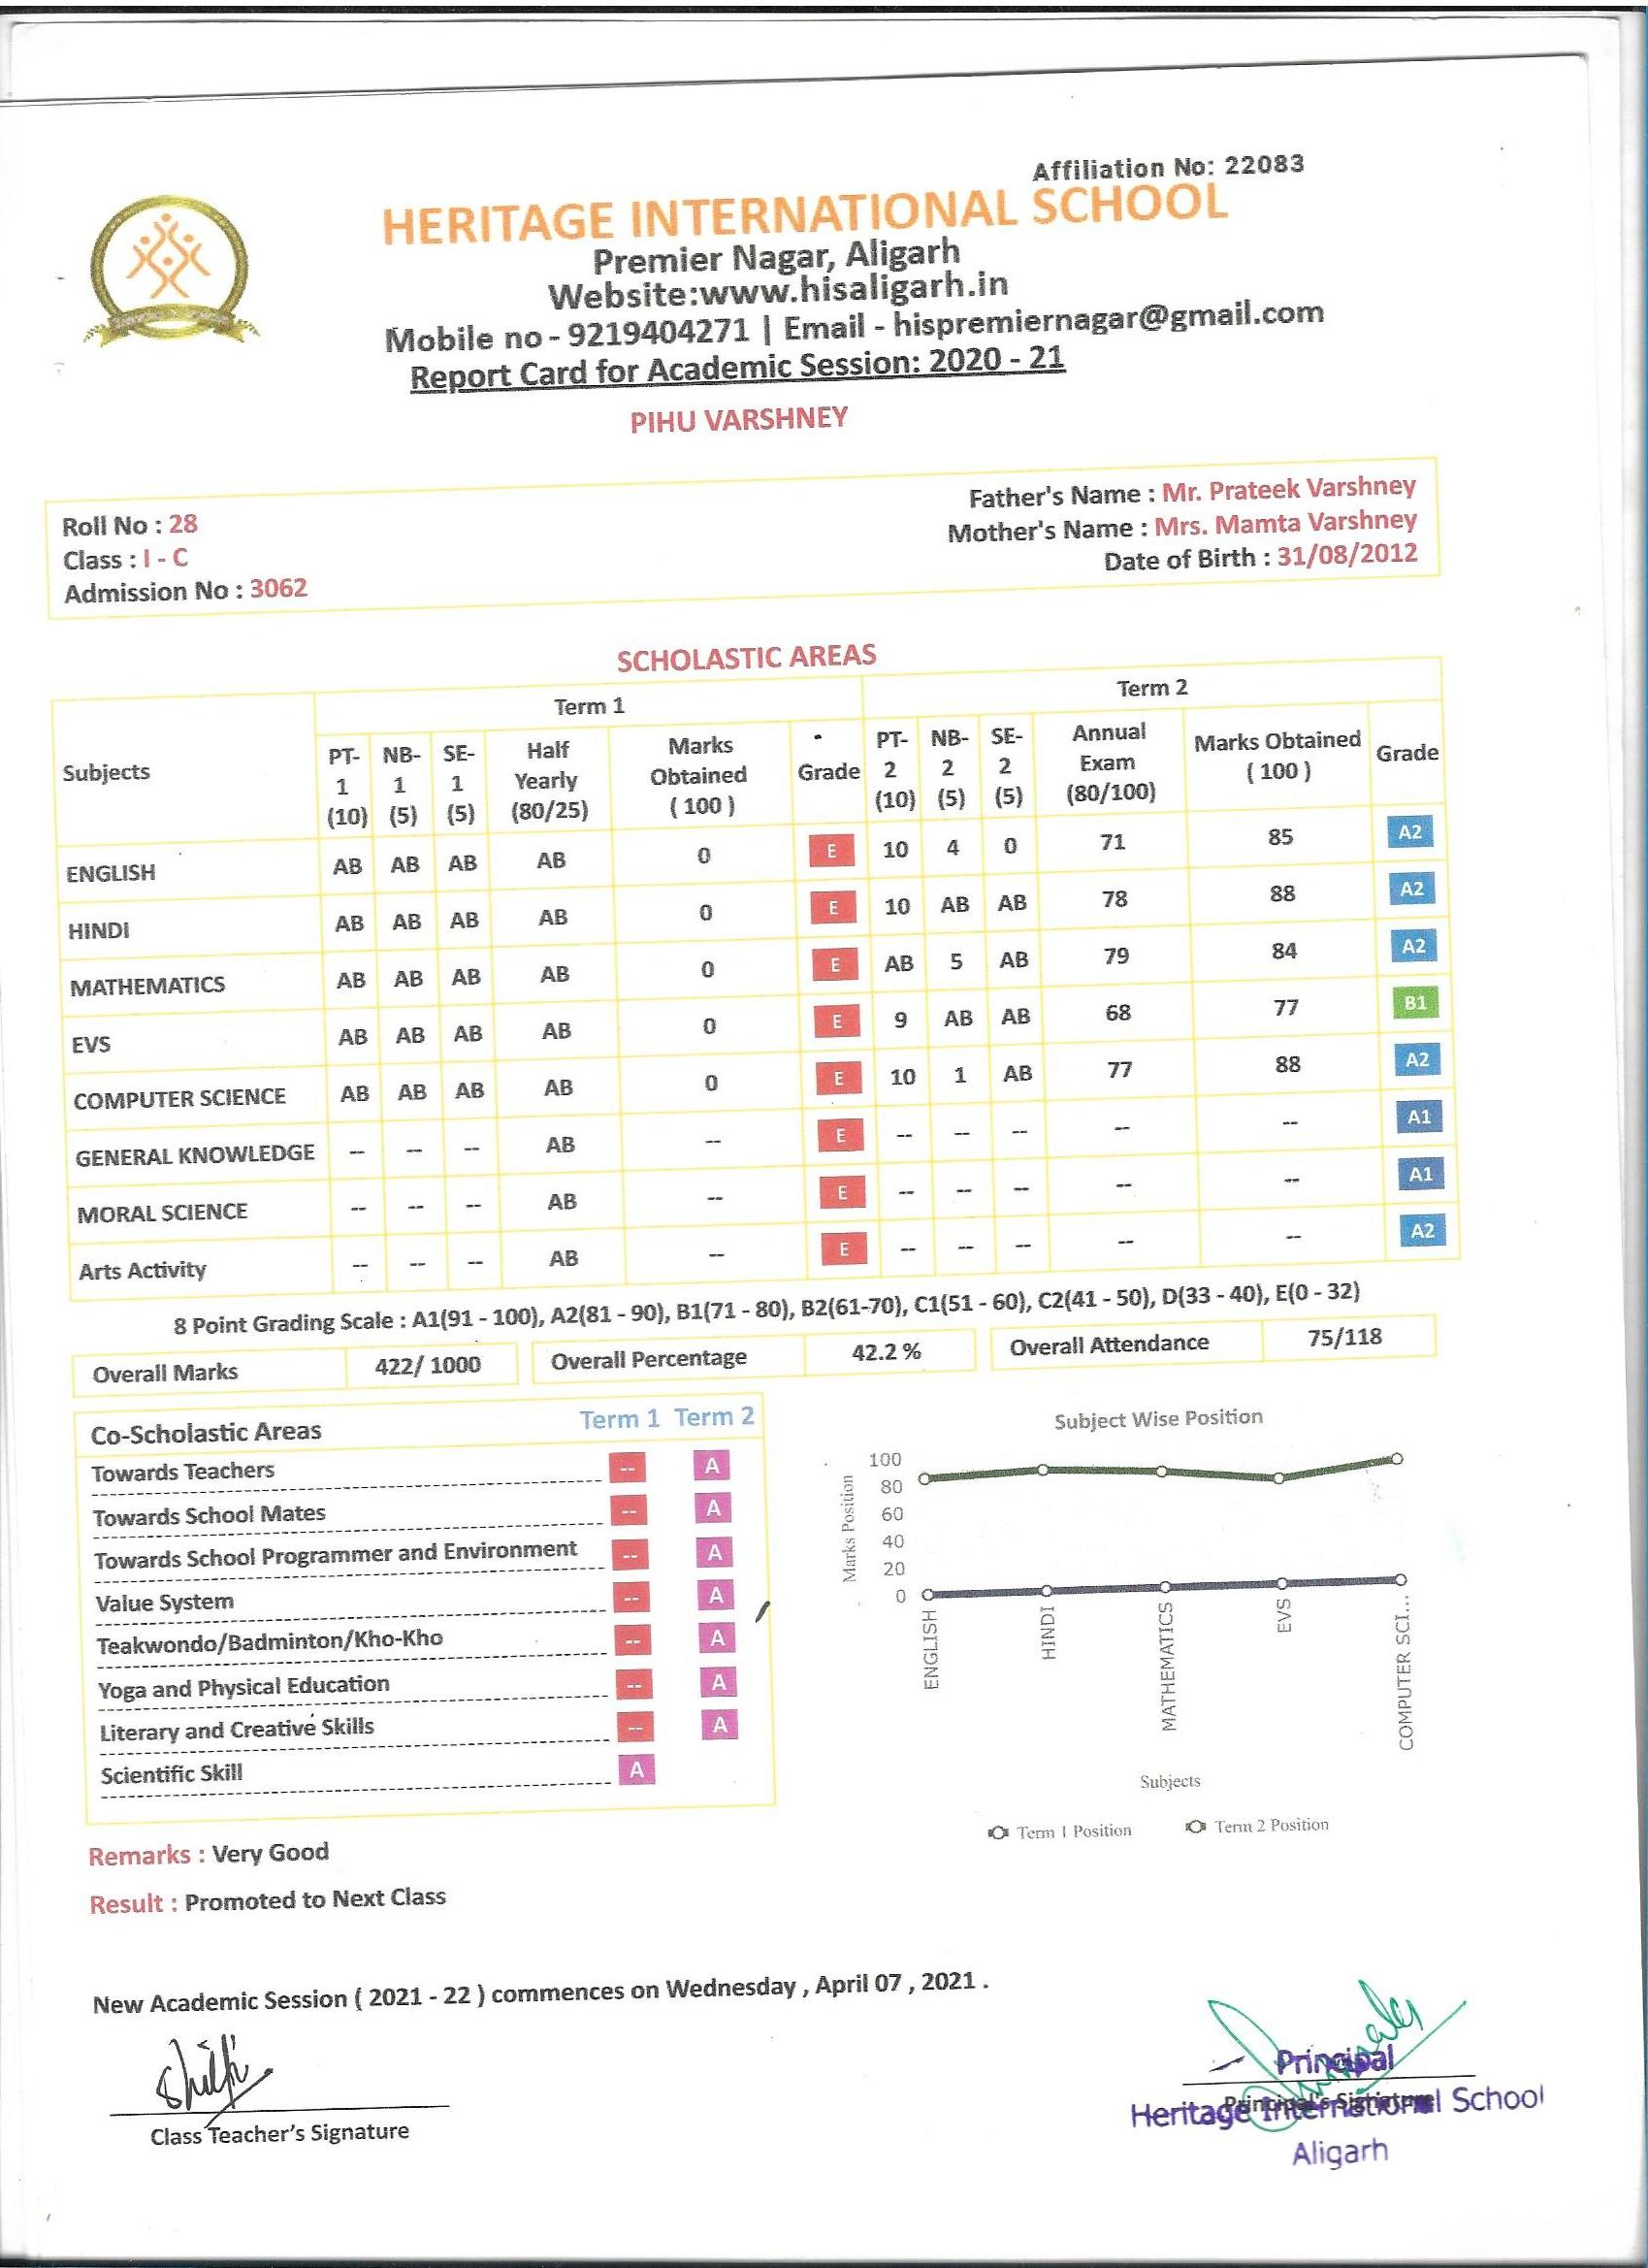 Affiliation No: 22083
HERITAGE INTERNATIONAL SCHOOL
Premier Nagar, Aligarh
Website:www.hisaligarh.in
Mobile no - 9219404271 | Email - hispremiernagar@gmail.com
Report Card for Academic Session: 2020 - 21
PIHU VARSHNEY
Roll No : 28
Class : I - C
Admission No : 3062
Father's Name : Mr. Prateek Varshney
Mother's Name : Mrs. Mamta Varshney
Date of Birth : 31/08/2012
SCHOLASTIC AREAS
Subjects Term 1 Term 2
PT-1 (10) NB-1 (5) SE-1 (5) Half Yearly (80/25) Marks Obtained ( 100 ) Grade PT-2 (10) NB-2 (5) SE-2 (5) Annual Exam (80/100) Marks Obtained ( 100 ) Grade
ENGLISH AB AB AB AB 0 E 10 4 0 71 85 A2
HINDI AB AB AB AB 0 E 10 AB AB 78 88 A2
MATHEMATICS AB AB AB AB 0 E AB 5 AB 79 84 A2
EVS AB AB AB AB 0 E 9 AB AB 68 77 B1
COMPUTER SCIENCE AB AB AB AB 0 E 10 1 AB 77 88 A2
GENERAL KNOWLEDGE -- -- -- AB -- E -- -- -- -- -- A1
MORAL SCIENCE -- -- -- AB -- E -- -- -- -- -- A1
Arts Activity -- -- -- AB -- E -- -- -- -- -- A2
8 Point Grading Scale : A1(91 - 100), A2(81 - 90), B1(71 - 80), B2(61-70), C1(51 - 60), C2(41 - 50), D(33 - 40), E(0 - 32)
Overall Marks 422/ 1000 Overall Percentage 42.2 % Overall Attendance 75/118
Co-Scholastic Areas Term 1 Term 2
Towards Teachers -- A
Towards School Mates -- A
Towards School Programmer and Environment -- A
Value System -- A
Teakwondo/Badminton/Kho-Kho -- A
Yoga and Physical Education -- A
Literary and Creative Skills -- A
Scientific Skill A
Subject Wise Position
Marks Position
100
80
60
40
20
0
ENGLISH
HINDI
MATHEMATICS
EVS
COMPUTER SCI...
Subjects
Term 1 Position Term 2 Position
Remarks : Very Good
Result : Promoted to Next Class
New Academic Session ( 2021 - 22 ) commences on Wednesday , April 07 , 2021 .
Class Teacher's Signature
Principal
Principal's Signature
Heritage International School
Aligarh